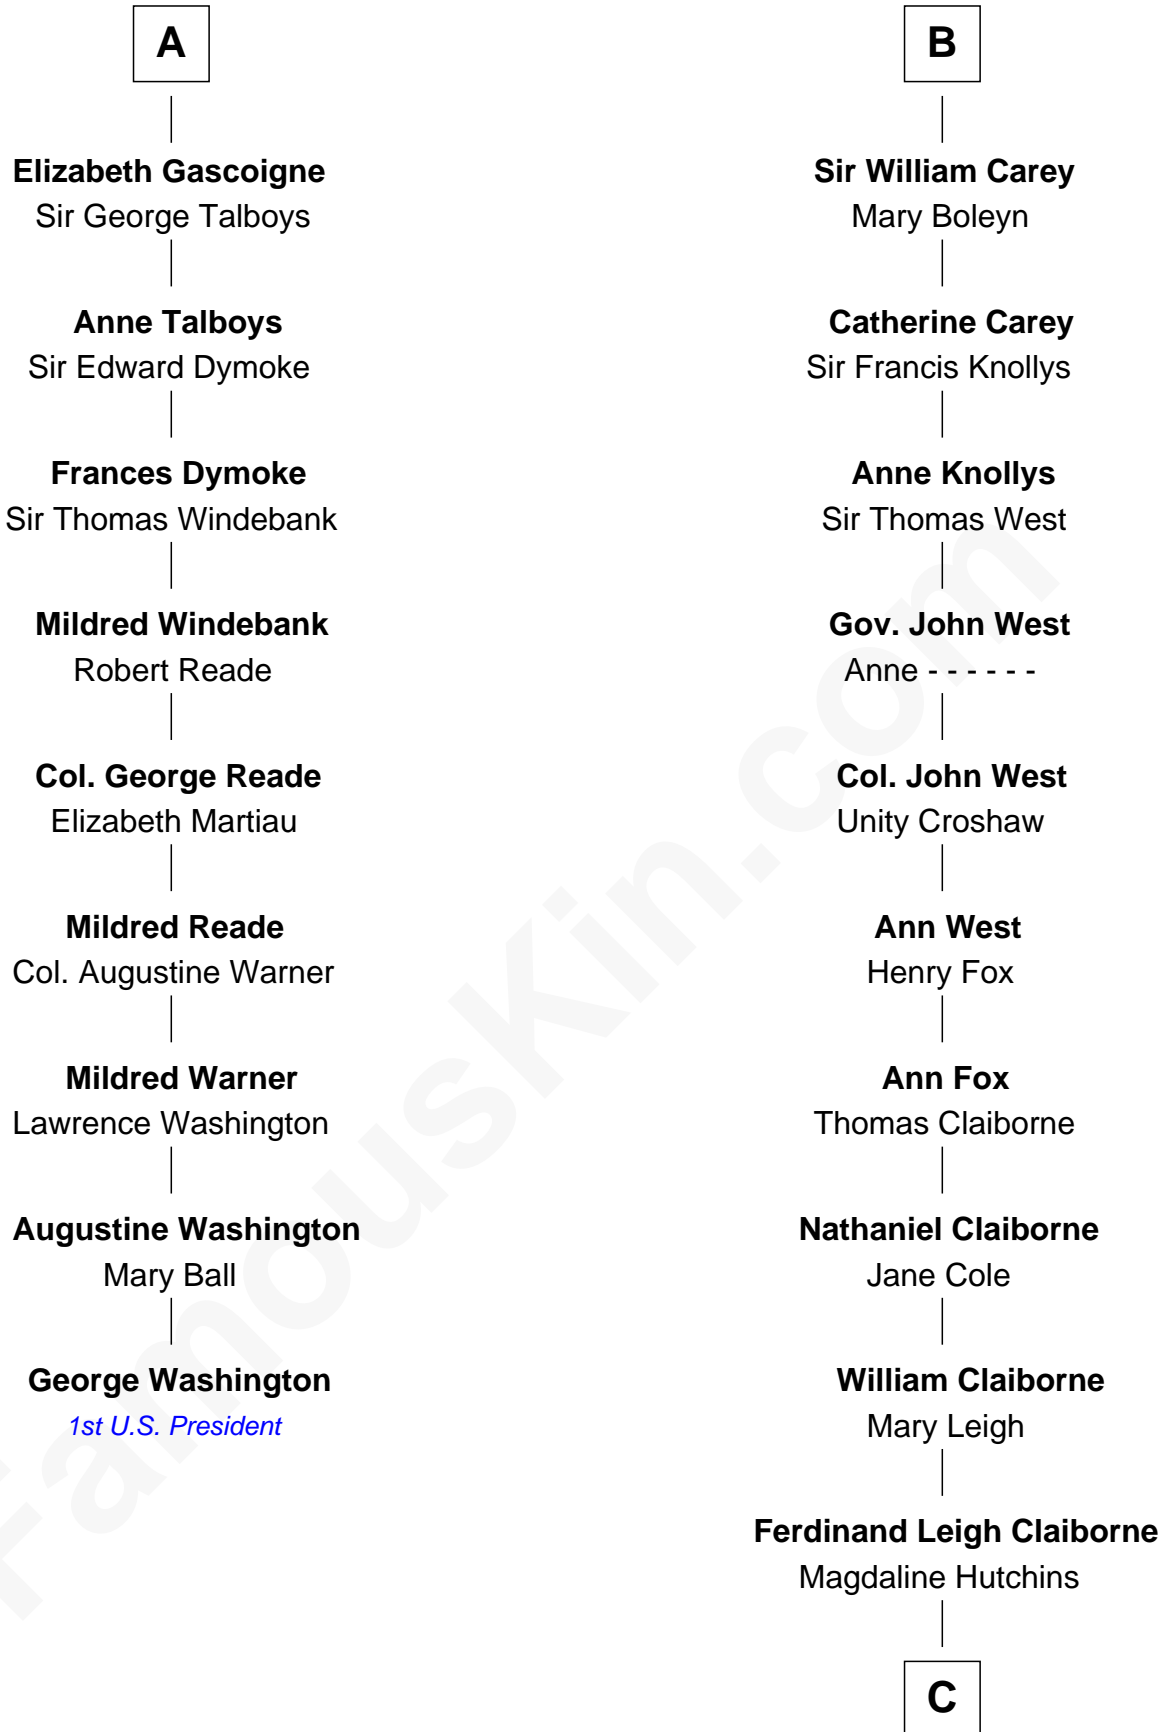 A
Elizabeth Gascoigne
Sir George Talboys
Anne Talboys
Sir Edward Dymoke
Frances Dymoke
Sir Thomas Windebank
Mildred Windebank
Robert Reade
Col. George Reade
Elizabeth Martiau
Mildred Reade
Col. Augustine Warner
Mildred Warner
Lawrence Washington
Augustine Washington
Mary Ball
George Washington
1st U.S. President
B
Sir William Carey
Mary Boleyn
Catherine Carey
Sir Francis Knollys
Anne Knollys
Sir Thomas West
Gov. John West
Anne - - - - - -
Col. John West
Unity Croshaw
Ann West
Henry Fox
Ann Fox
Thomas Claiborne
Nathaniel Claiborne
Jane Cole
William Claiborne
Mary Leigh
Ferdinand Leigh Claiborne
Magdaline Hutchins
C
FamousKin.com